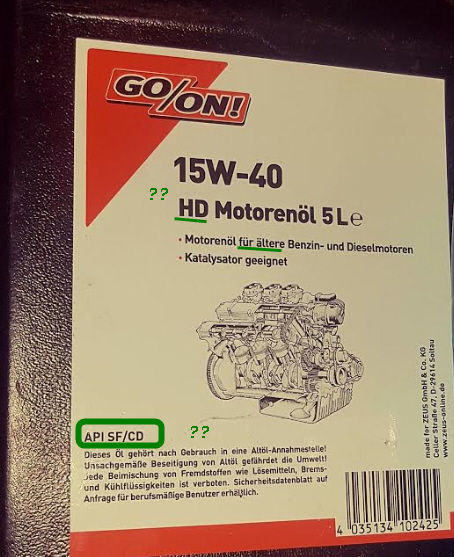 GO/ON!
15W-40
??
HD Motorenöl 5 L ℮
• Motorenöl für ältere Benzin- und Dieselmotoren
• Katalysator geeignet
API SF/CD
??
Dieses Öl gehört nach Gebrauch in eine Altöl-Annahmestelle!
Unsachgemäße Beseitigung von Altöl gefährdet die Umwelt!
Jede Beimischung von Fremdstoffen wie Lösemitteln, Brems-
und Kühlflüssigkeiten ist verboten. Sicherheitsdatenblatt auf
Anfrage für berufsmäßige Benutzer erhältlich.
made for ZEUS GmbH & Co. KG
Celler Straße 47, D-29614 Soltau
www.zeus-online.de
4 035134 102425